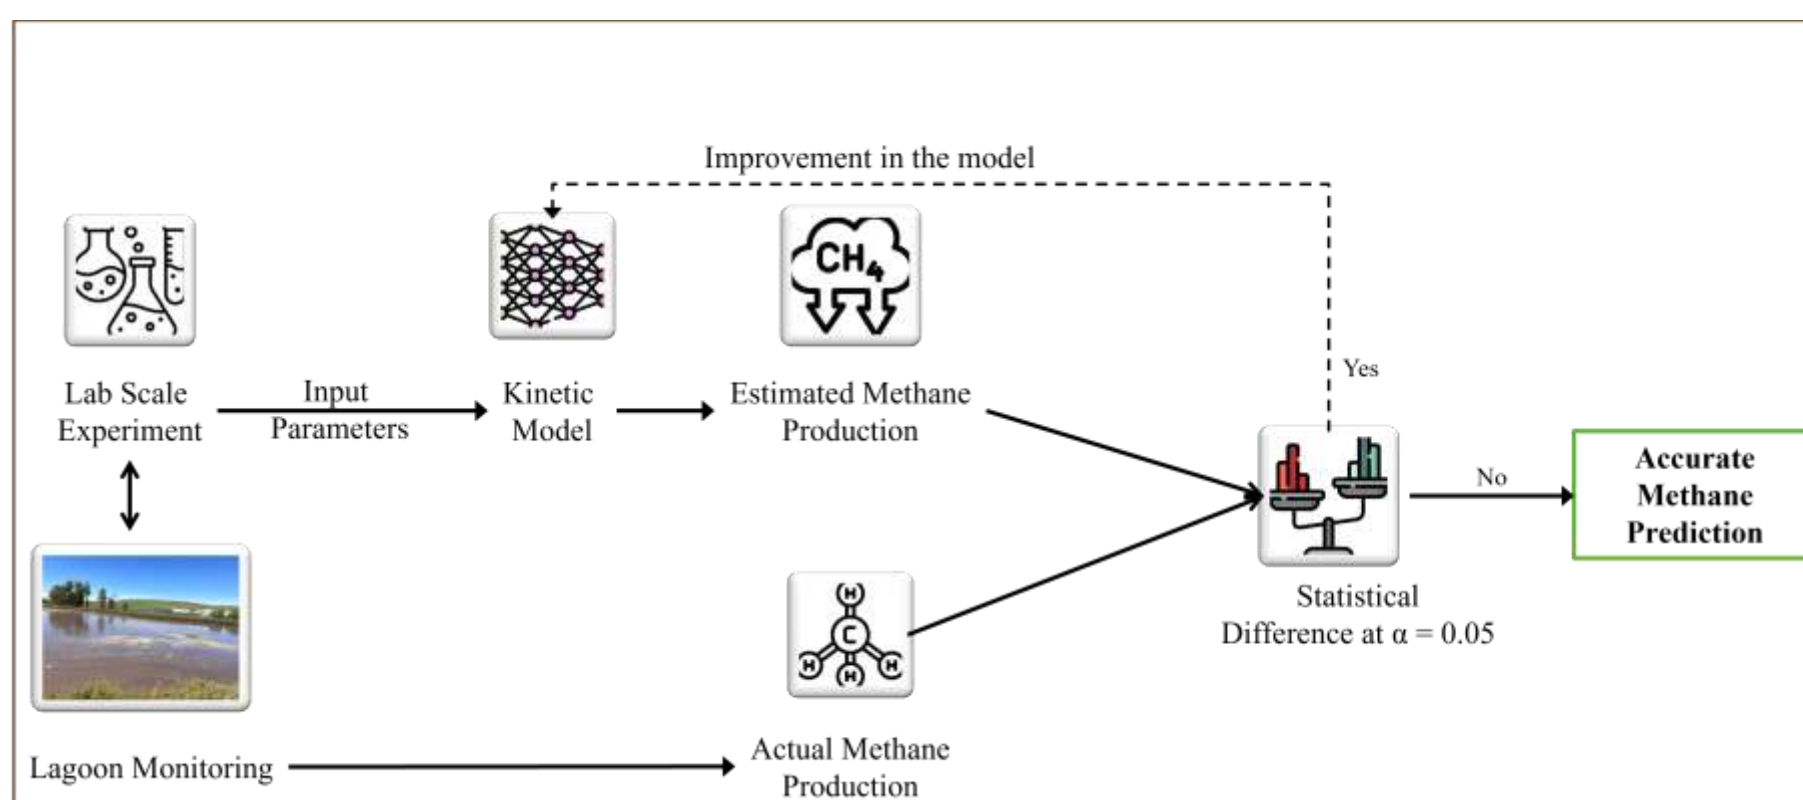 Improvement in the model
CH4
Yes
Lab Scale
Experiment
Input
Parameters
Kinetic
Model
Estimated Methane
Production
No
Accurate
Methane
Prediction
Statistical
Difference at α = 0.05
H
C
H
H
H
Lagoon Monitoring
Actual Methane
Production